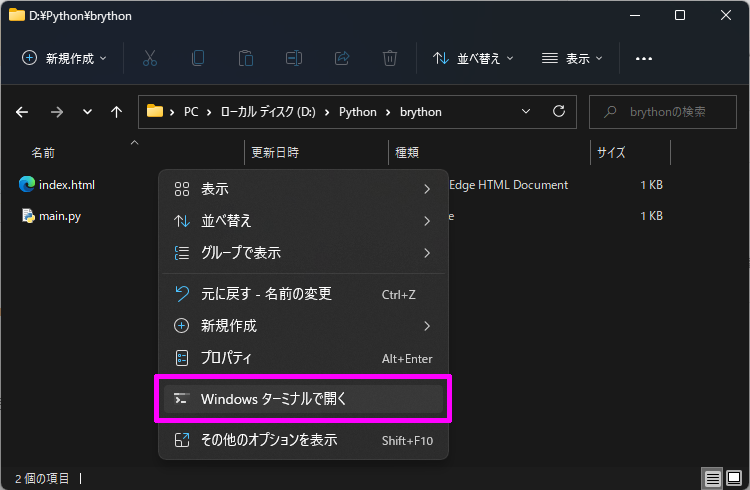 D:¥Python¥brython
新規作成
並べ替え
表示
PC
ローカル ディスク (D:)
Python
brython
brythonの検索
名前
更新日時
種類
サイズ
index.html
Edge HTML Document
1 KB
main.py
e
1 KB
表示
並べ替え
グループで表示
元に戻す - 名前の変更 Ctrl+Z
新規作成
プロパティ Alt+Enter
Windows ターミナルで開く
その他のオプションを表示 Shift+F10
2 個の項目